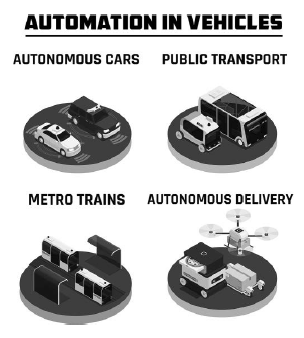 AUTOMATION IN VEHICLES
AUTONOMOUS CARS
PUBLIC TRANSPORT
METRO TRAINS
AUTONOMOUS DELIVERY